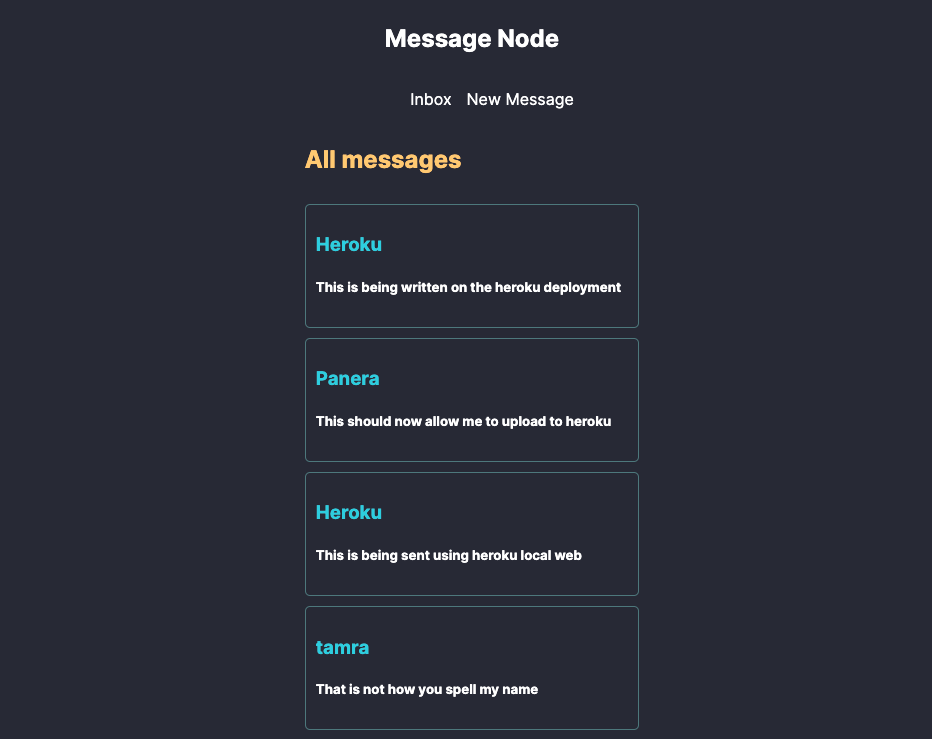 Message Node
Inbox New Message
All messages
Heroku
This is being written on the heroku deployment
Panera
This should now allow me to upload to heroku
Heroku
This is being sent using heroku local web
tamra
That is not how you spell my name